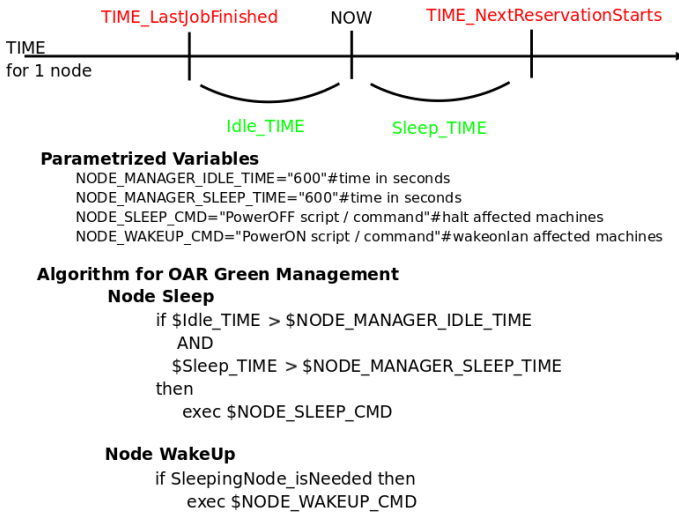 TIME_LastJobFinished NOW TIME_NextReservationStarts
TIME
for 1 node
Idle_TIME Sleep_TIME
Parametrized Variables
NODE_MANAGER_IDLE_TIME="600"#time in seconds
NODE_MANAGER_SLEEP_TIME="600"#time in seconds
NODE_SLEEP_CMD="PowerOFF script / command"#halt affected machines
NODE_WAKEUP_CMD="PowerON script / command"#wakeonlan affected machines
Algorithm for OAR Green Management
Node Sleep
if $Idle_TIME > $NODE_MANAGER_IDLE_TIME
AND
$Sleep_TIME > $NODE_MANAGER_SLEEP_TIME
then
exec $NODE_SLEEP_CMD
Node WakeUp
if SleepingNode_isNeeded then
exec $NODE_WAKEUP_CMD